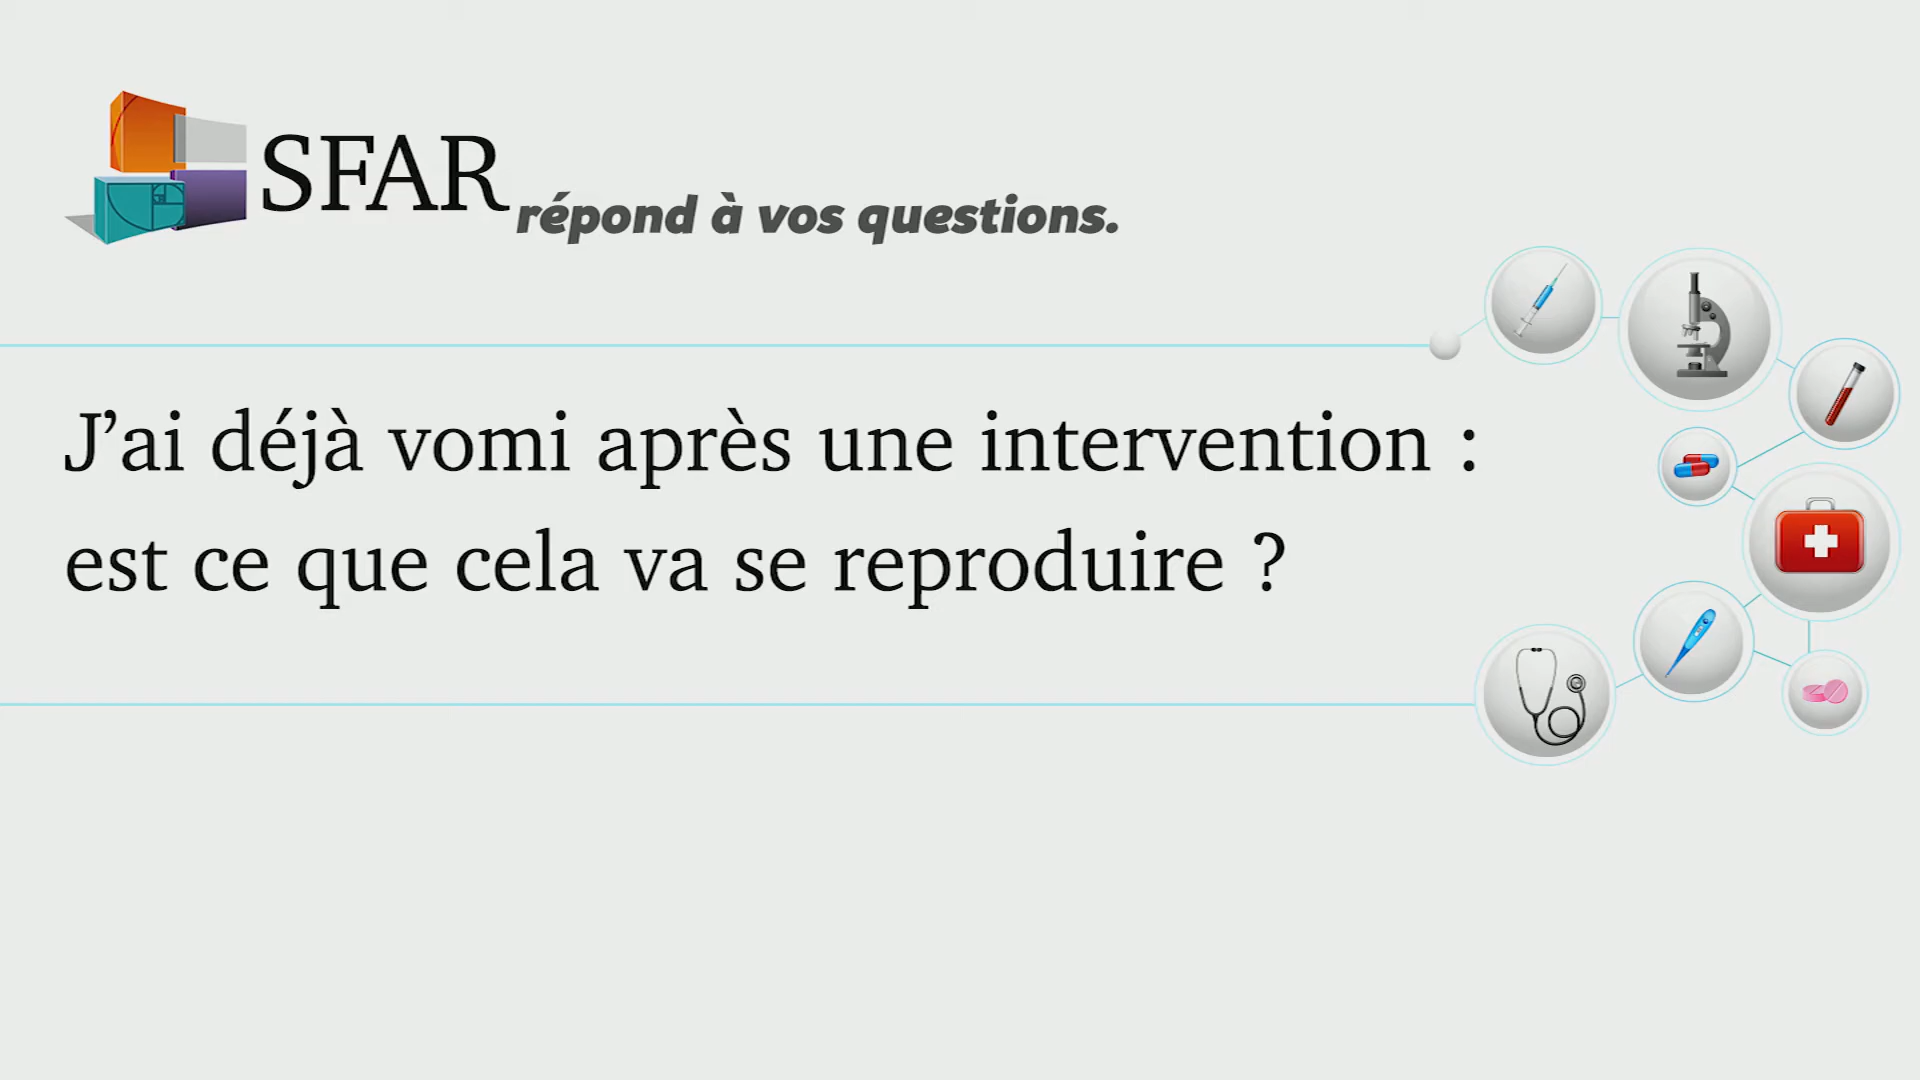 SFAR
répond à vos questions.
J’ai déjà vomi après une intervention :
est ce que cela va se reproduire ?